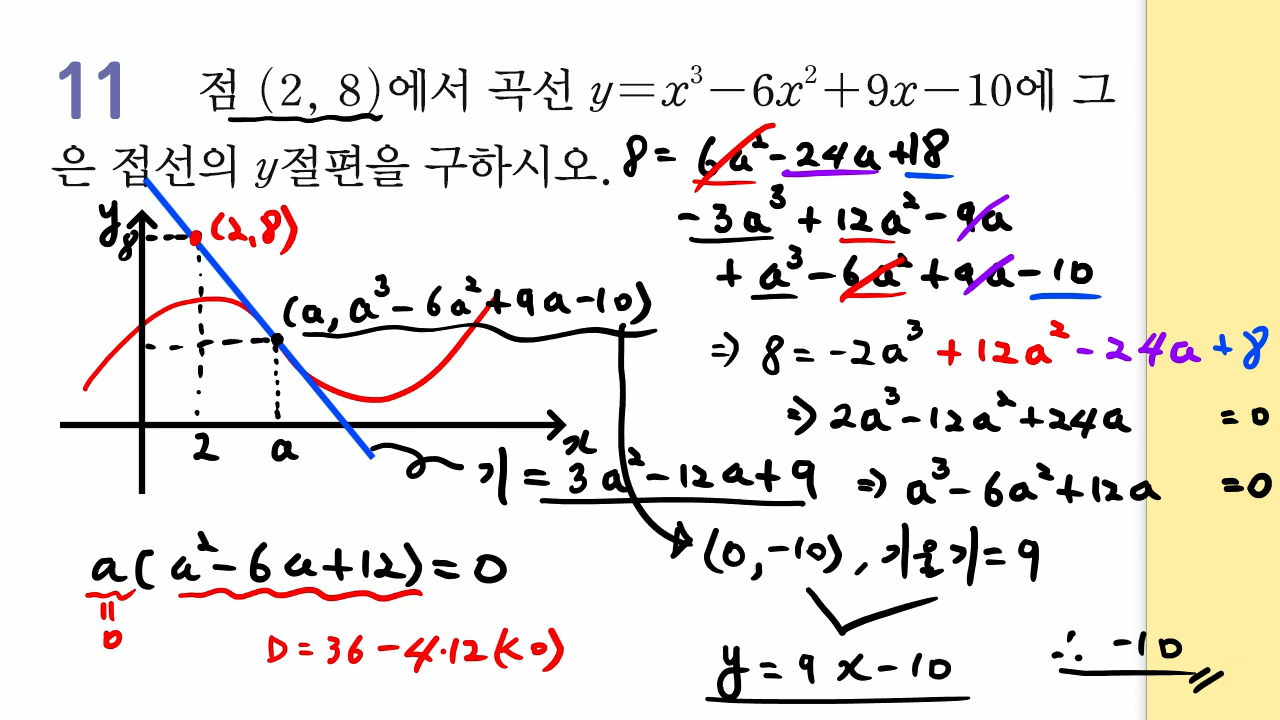 11 점 (2, 8)에서 곡선 y=x³−6x²+9x−10에 그
은 접선의 y절편을 구하시오.
8 = 6a² - 24a + 18
- 3a³ + 12a² - 9a
+ a³ - 6a² + 9a - 10
⇒ 8 = -2a³ + 12a² - 24a + 8
⇒ 2a³ - 12a² + 24a = 0
⇒ a³ - 6a² + 12a = 0
y
8
(2,8)
(a, a³ - 6a² + 9a - 10)
2 a x
기 = 3a² - 12a + 9
(0, -10), 기울기 = 9
a(a² - 6a + 12) = 0
=
0
D = 36 - 4·12 (< 0)
y = 9x - 10
∴ -10